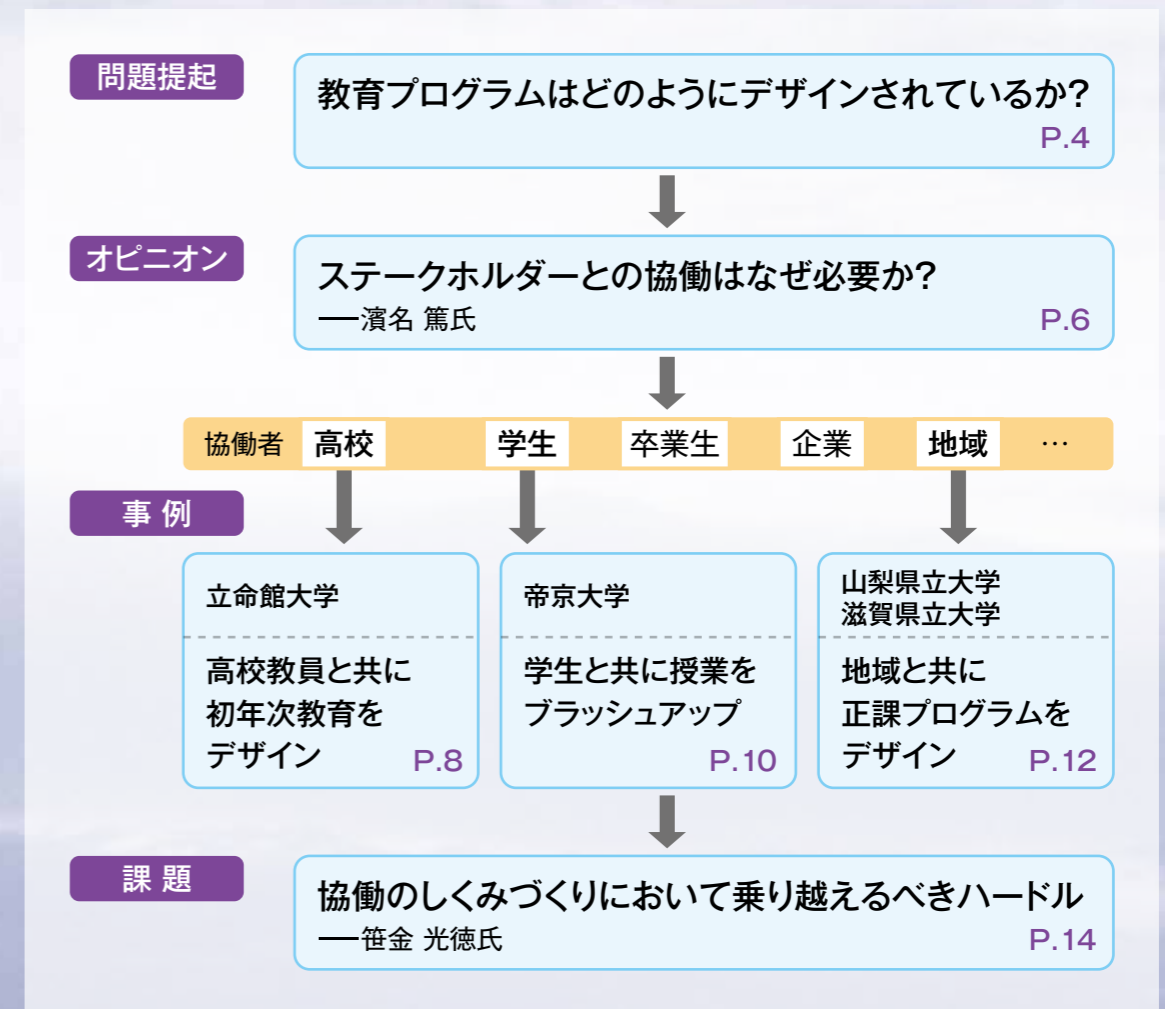 問題提起
教育プログラムはどのようにデザインされているか?
P.4
オピニオン
ステークホルダーとの協働はなぜ必要か?
──濱名 篤氏 P.6
協働者 高校 学生 卒業生 企業 地域 …
事 例
立命館大学
高校教員と共に
初年次教育を
デザイン P.8
帝京大学
学生と共に授業を
ブラッシュアップ
P.10
山梨県立大学
滋賀県立大学
地域と共に
正課プログラムを
デザイン P.12
課 題
協働のしくみづくりにおいて乗り越えるべきハードル
──笹金 光徳氏 P.14